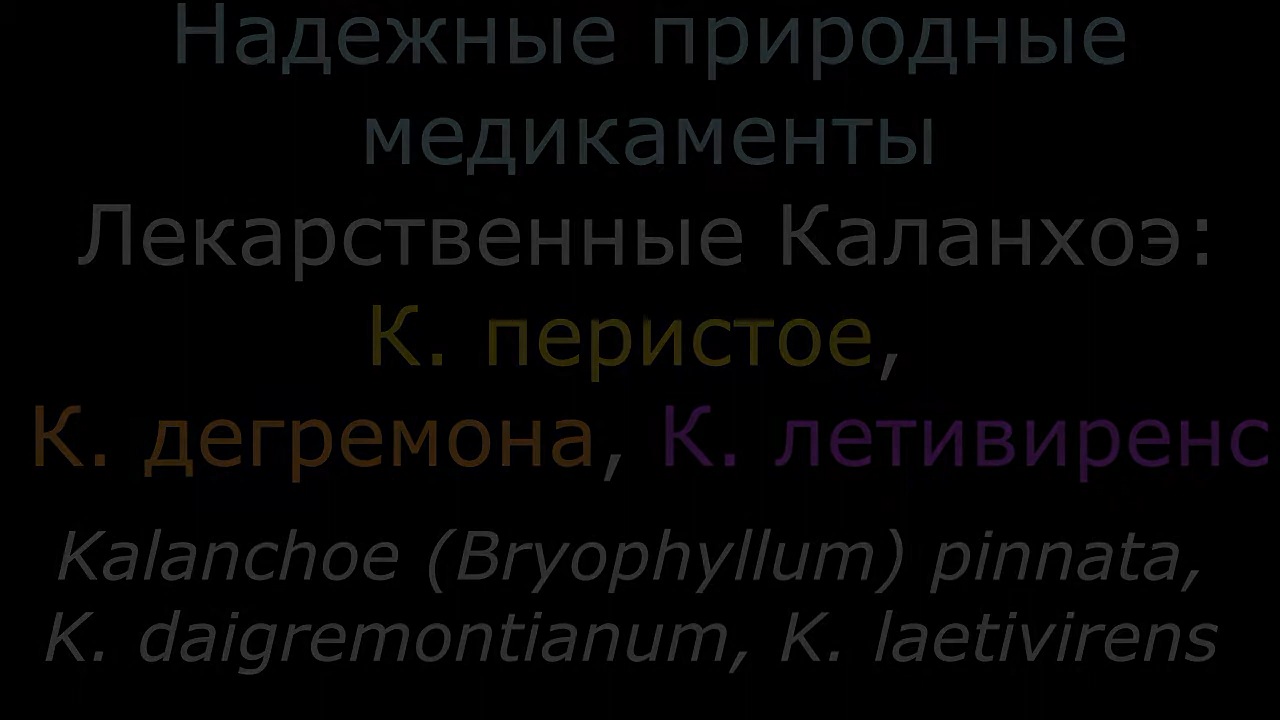 Надежные природные
медикаменты
Лекарственные Каланхоэ:
К. перистое,
К. дегремона, К. летивиренс
Kalanchoe (Bryophyllum) pinnata,
K. daigremontianum, K. laetivirens